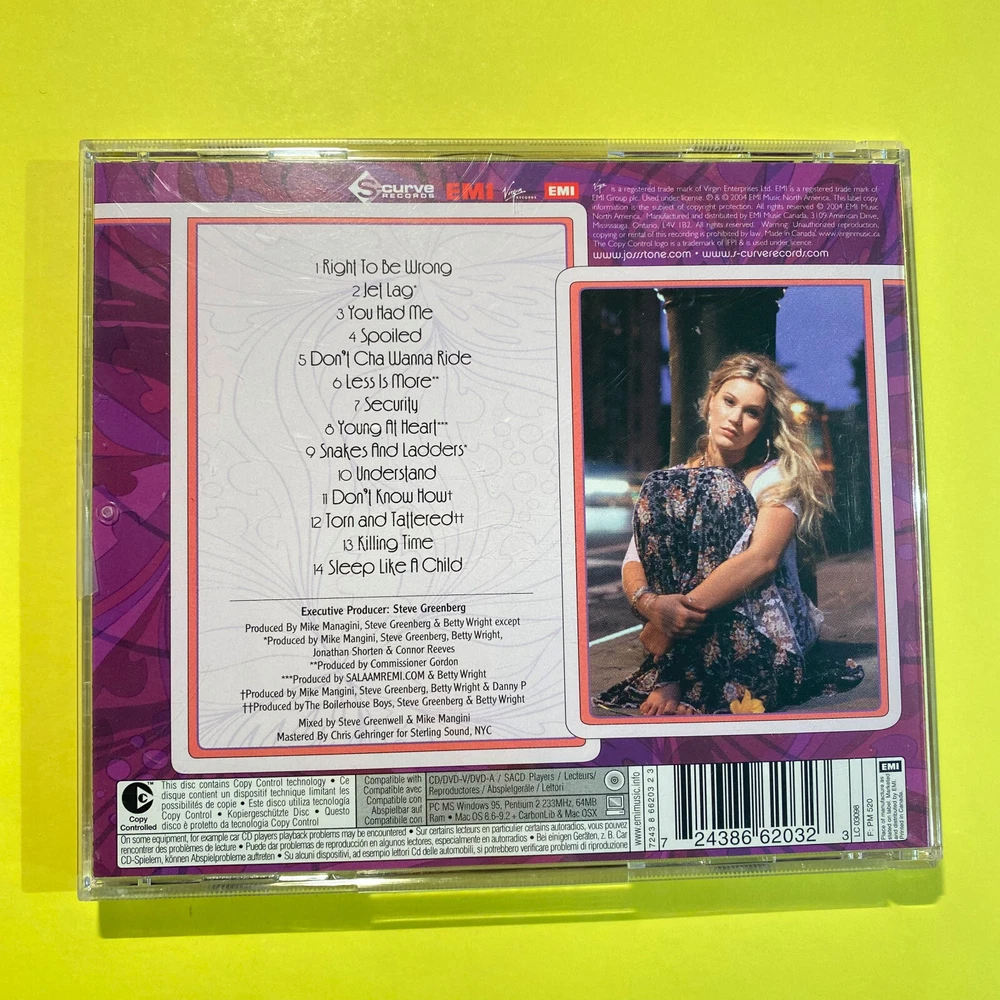 S-curve RECORDS EMI Virgin RECORDS EMI
Virgin is a registered trade mark of Virgin Enterprises Ltd. EMI is a registered trade mark of
EMI Group plc. Used under license. ℗ & © 2004 EMI Music North America. This label copy
information is the subject of copyright protection. All rights reserved © 2004 EMI Music
North America. Manufactured and distributed by EMI Music Canada, 3109 American Drive,
Mississauga, Ontario, L4V 1B2. All rights reserved. Warning: Unauthorized reproduction,
copying or rental of this recording is prohibited by law. Made in Canada. www.virginmusic.ca
The Copy Control logo is a trademark of IFPI & is used under licence.
www.jossstone.com • www.s-curverecords.com
1 Right To Be Wrong
2 Jet Lag*
3 You Had Me
4 Spoiled
5 Don't Cha Wanna Ride
6 Less Is More**
7 Security
8 Young At Heart***
9 Snakes And Ladders*
10 Understand
11 Don't Know How†
12 Torn and Tattered††
13 Killing Time
14 Sleep Like A Child
Executive Producer: Steve Greenberg
Produced By Mike Managini, Steve Greenberg & Betty Wright except
*Produced by Mike Mangini, Steve Greenberg, Betty Wright,
Jonathan Shorten & Connor Reeves
**Produced by Commissioner Gordon
***Produced by SALAAMREMI.COM & Betty Wright
†Produced by Mike Mangini, Steve Greenberg, Betty Wright & Danny P
††Produced by The Boilerhouse Boys, Steve Greenberg & Betty Wright
Mixed by Steve Greenwell & Mike Mangini
Mastered By Chris Gehringer for Sterling Sound, NYC
TM
Copy
Controlled
This disc contains Copy Control technology • Ce
disque contient un dispositif technique limitant les
possibilités de copie • Este disco utiliza tecnología
Copy Control • Kopiergeschützte Disc • Questo
disco è protetto da tecnologia Copy Control
Compatible with
Compatible avec
Compatible con
Abspielbar auf
Compatibile con
CD/DVD-V/DVD-A / SACD Players / Lecteurs/
Reproductores / Abspielgeräte / Lettori
PC MS Windows 95, Pentium 2 233MHz, 64MB
Ram • Mac OS 8.6-9.2 + CarbonLib & Mac OSX
On some equipment, for example car CD players playback problems may be encountered • Sur certains lecteurs en particulier certains autoradios, vous pouvez
rencontrer des problèmes de lecture • Puede dar problemas de reproducción en algunos lectores, especialmente en autorradios • Bei einigen Geräten, z. B. Car
CD-Spielern, können Abspielprobleme auftreten • Su alcuni dispositivi, ad esempio lettori Cd delle automobili, si potrebbero verificare problemi di riproduzione
www.emimusic.info
7243 8 66203 2 3
7 24386 62032 3
LC 03098
F: PM 520
EMI
Place of manufacture as
stated on label. Marketed
and distributed by EMI.
Printed in Canada.